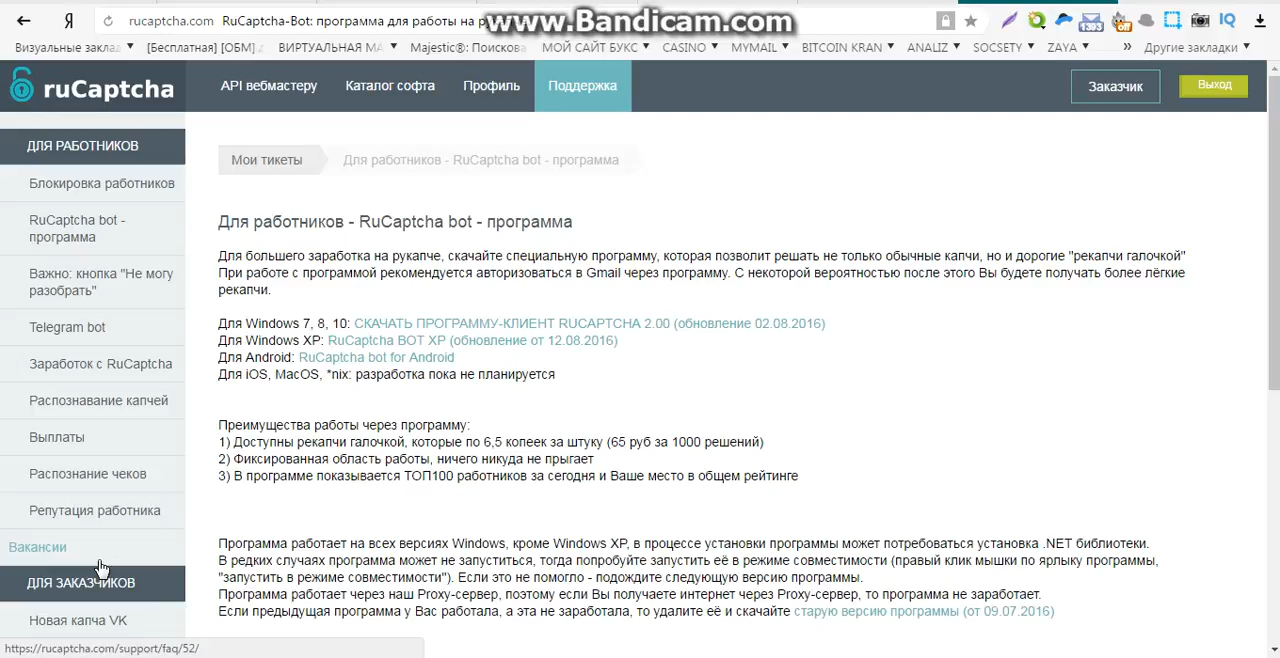 Я
rucaptcha.com RuCaptcha-Bot: программа для работы на р
www.Bandicam.com
1393
off
IQ
Визуальные заклад
[Бесплатная] [ОБМ]
ВИРТУАЛЬНАЯ МА
Majestic®: Поискова
МОЙ САЙТ БУКС
CASINO
MYMAIL
BITCOIN KRAN
ANALIZ
SOCSETY
ZAYA
»
Другие закладки
ruCaptcha
API вебмастеру
Каталог софта
Профиль
Поддержка
Заказчик
Выход
ДЛЯ РАБОТНИКОВ
Блокировка работников
RuCaptcha bot -
программа
Важно: кнопка "Не могу
разобрать"
Telegram bot
Заработок с RuCaptcha
Распознавание капчей
Выплаты
Распознание чеков
Репутация работника
Вакансии
ДЛЯ ЗАКАЗЧИКОВ
Новая капча VK
Мои тикеты
Для работников - RuCaptcha bot - программа
Для работников - RuCaptcha bot - программа
Для большего заработка на рукапче, скачайте специальную программу, которая позволит решать не только обычные капчи, но и дорогие "рекапчи галочкой"
При работе с программой рекомендуется авторизоваться в Gmail через программу. С некоторой вероятностью после этого Вы будете получать более лёгкие
рекапчи.
Для Windows 7, 8, 10: СКАЧАТЬ ПРОГРАММУ-КЛИЕНТ RUCAPTCHA 2.00 (обновление 02.08.2016)
Для Windows XP: RuCaptcha BOT XP (обновление от 12.08.2016)
Для Android: RuCaptcha bot for Android
Для iOS, MacOS, *nix: разработка пока не планируется
Преимущества работы через программу:
1) Доступны рекапчи галочкой, которые по 6,5 копеек за штуку (65 руб за 1000 решений)
2) Фиксированная область работы, ничего никуда не прыгает
3) В программе показывается ТОП100 работников за сегодня и Ваше место в общем рейтинге
Программа работает на всех версиях Windows, кроме Windows XP, в процессе установки программы может потребоваться установка .NET библиотеки.
В редких случаях программа может не запуститься, тогда попробуйте запустить её в режиме совместимости (правый клик мышки по ярлыку программы,
"запустить в режиме совместимости"). Если это не помогло - подождите следующую версию программы.
Программа работает через наш Proxy-сервер, поэтому если Вы получаете интернет через Proxy-сервер, то программа не заработает.
Если предыдущая программа у Вас работала, а эта не заработала, то удалите её и скачайте старую версию программы (от 09.07.2016)
https://rucaptcha.com/support/faq/52/